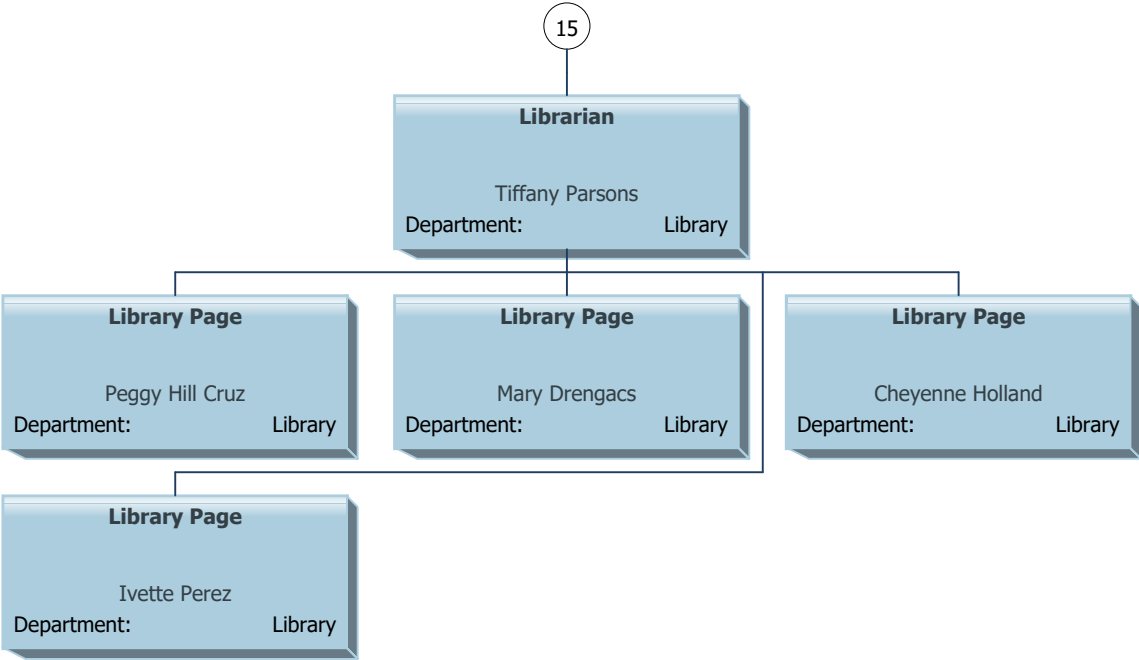 15
Librarian
Tiffany Parsons
Department: Library
Library Page
Peggy Hill Cruz
Department: Library
Library Page
Mary Drengacs
Department: Library
Library Page
Cheyenne Holland
Department: Library
Library Page
Ivette Perez
Department: Library